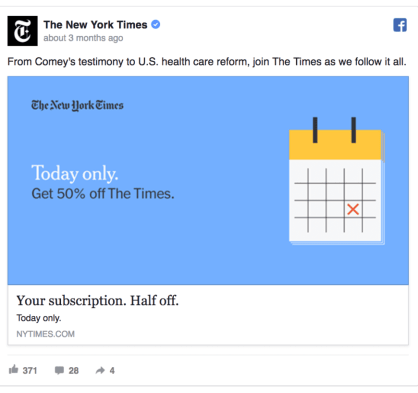 The New York Times
about 3 months ago
From Comey's testimony to U.S. health care reform, join The Times as we follow it all.
The New York Times
Today only.
Get 50% off The Times.
Your subscription. Half off.
Today only.
NYTIMES.COM
371 28 4